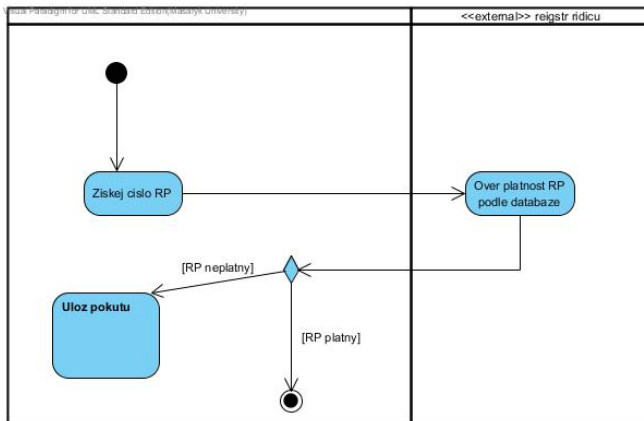 Visual Paradigm for UML Standard Edition(Masaryk University)
<<external>> reigstr ridicu
Ziskej cislo RP
Over platnost RP
podle databaze
[RP neplatny]
Uloz pokutu
[RP platny]